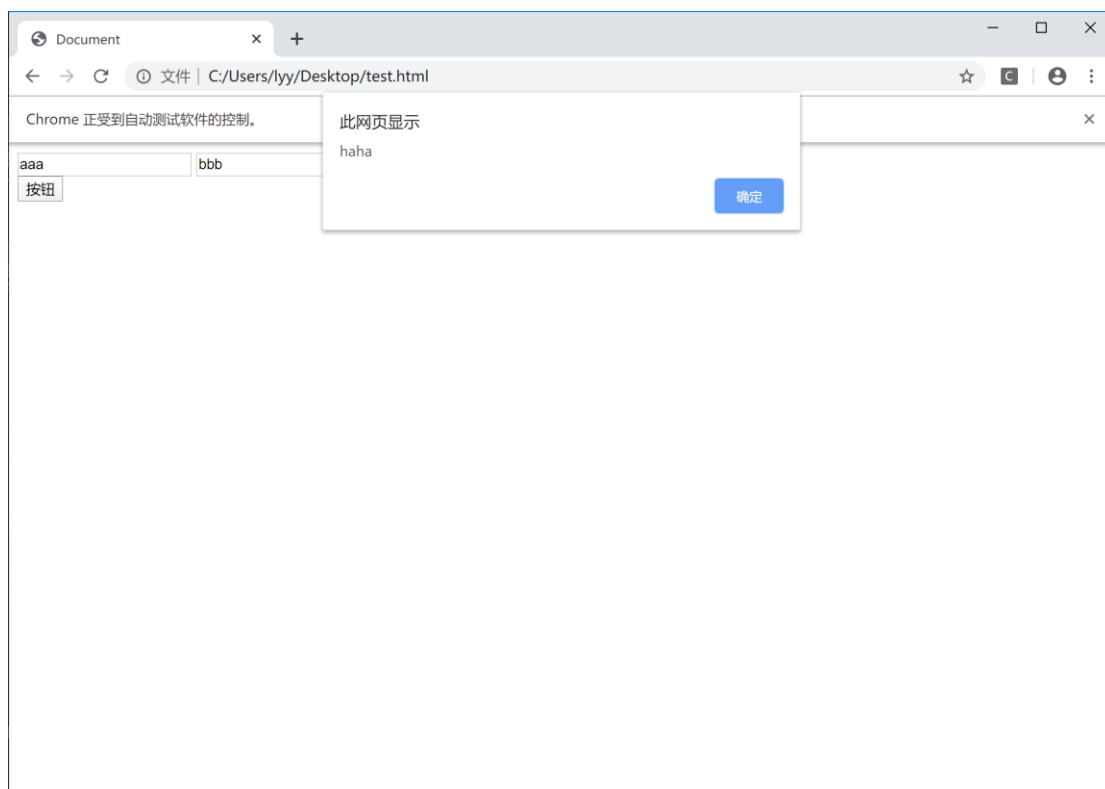 Document
文件 C:/Users/lyy/Desktop/test.html
C
Chrome 正受到自动测试软件的控制。
此网页显示
haha
确定
aaa bbb
按钮